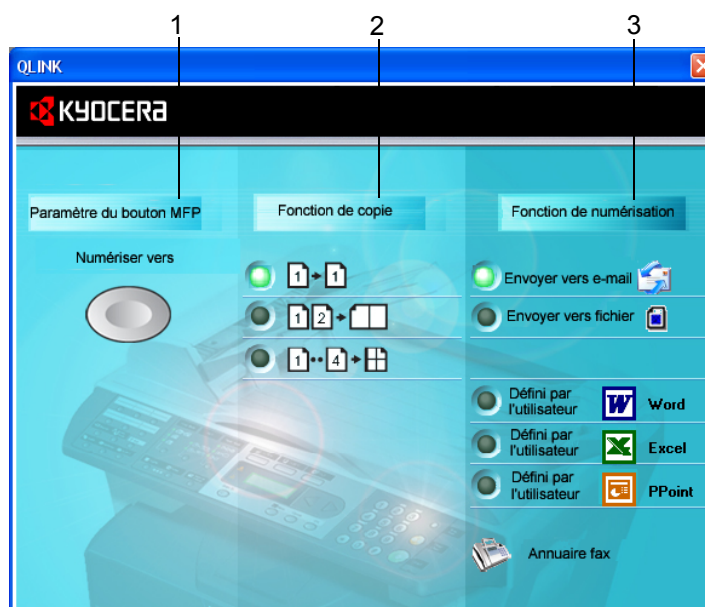 1 2 3
QLINK
KYOCERA
Paramètre du bouton MFP
Numériser vers
Fonction de copie
1 1
1 2
1 4
Fonction de numérisation
Envoyer vers e-mail
Envoyer vers fichier
Défini par
l'utilisateur
W Word
Défini par
l'utilisateur
X Excel
Défini par
l'utilisateur
PPoint
Annuaire fax